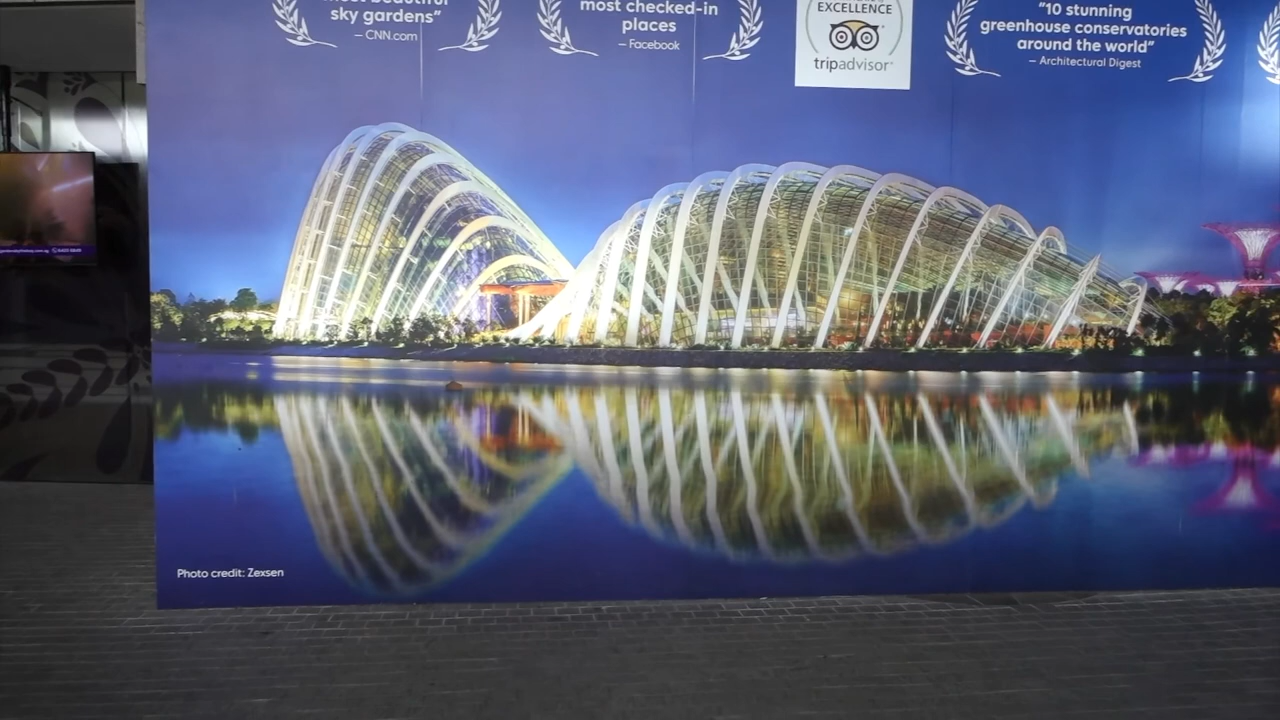 sky gardens"
— CNN.com
most checked-in
places
— Facebook
EXCELLENCE
tripadvisor
"10 stunning
greenhouse conservatories
around the world"
— Architectural Digest
Photo credit: Zexsen